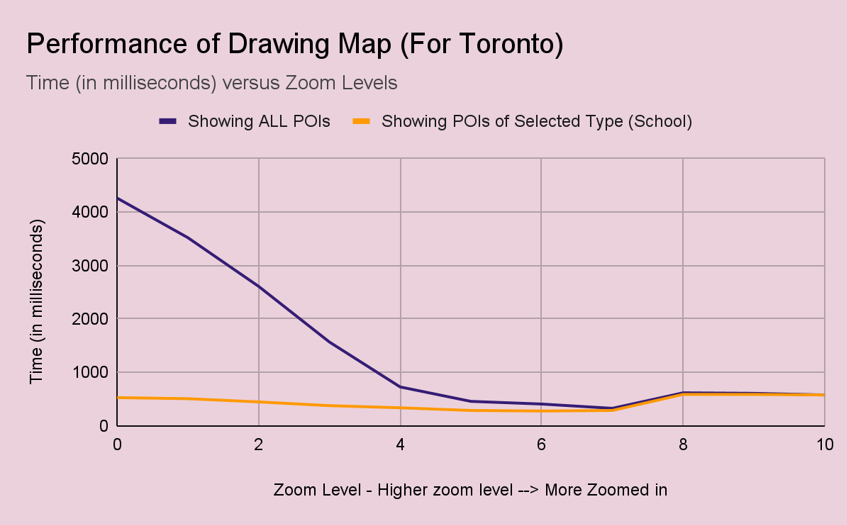 Performance of Drawing Map (For Toronto)
Time (in milliseconds) versus Zoom Levels
Showing ALL POIs
Showing POIs of Selected Type (School)
Time (in milliseconds)
5000
4000
3000
2000
1000
0
0 2 4 6 8 10
Zoom Level - Higher zoom level --> More Zoomed in